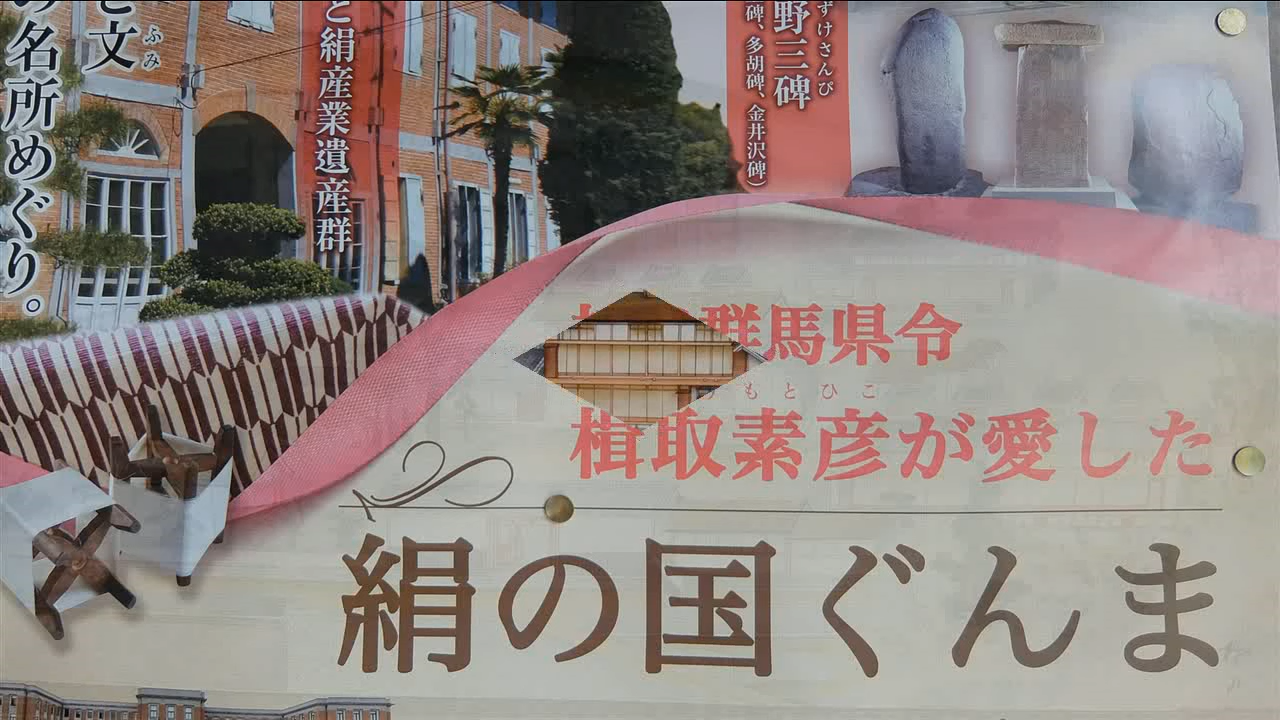 と文
ふみ
の名所めぐり。
と絹産業遺産群
野三碑
ずけさんぴ
碑、多胡碑、金井沢碑)
群馬県令
もとひこ
楫取素彦が愛した
絹の国ぐんま